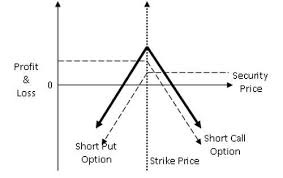 Profit
&
Loss
0
Security
Price
Short Put
Option
Strike Price
Short Call
Option